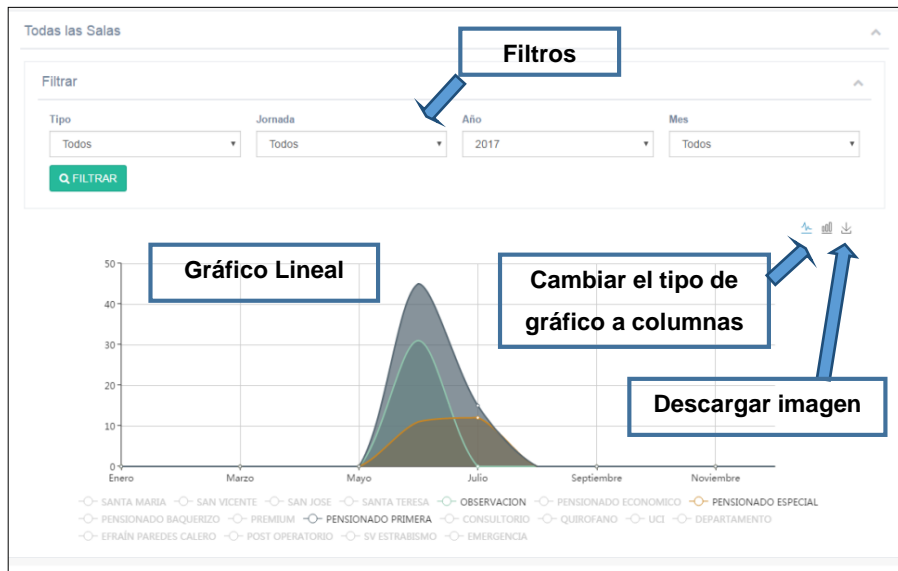 Todas las Salas
Filtros
Filtrar
Tipo Jornada Año Mes
Todos Todos 2017 Todos
FILTRAR
Gráfico Lineal
Cambiar el tipo de
gráfico a columnas
Descargar imagen
50
40
30
20
10
0
Enero Marzo Mayo Julio Septiembre Noviembre
SANTA MARIA SAN VICENTE SAN JOSE SANTA TERESA OBSERVACION PENSIONADO ECONOMICO PENSIONADO ESPECIAL
PENSIONADO BAQUERIZO PREMIUM PENSIONADO PRIMERA CONSULTORIO QUIROFANO UCI DEPARTAMENTO
EFRAÍN PAREDES CALERO POST OPERATORIO SV ESTRABISMO EMERGENCIA